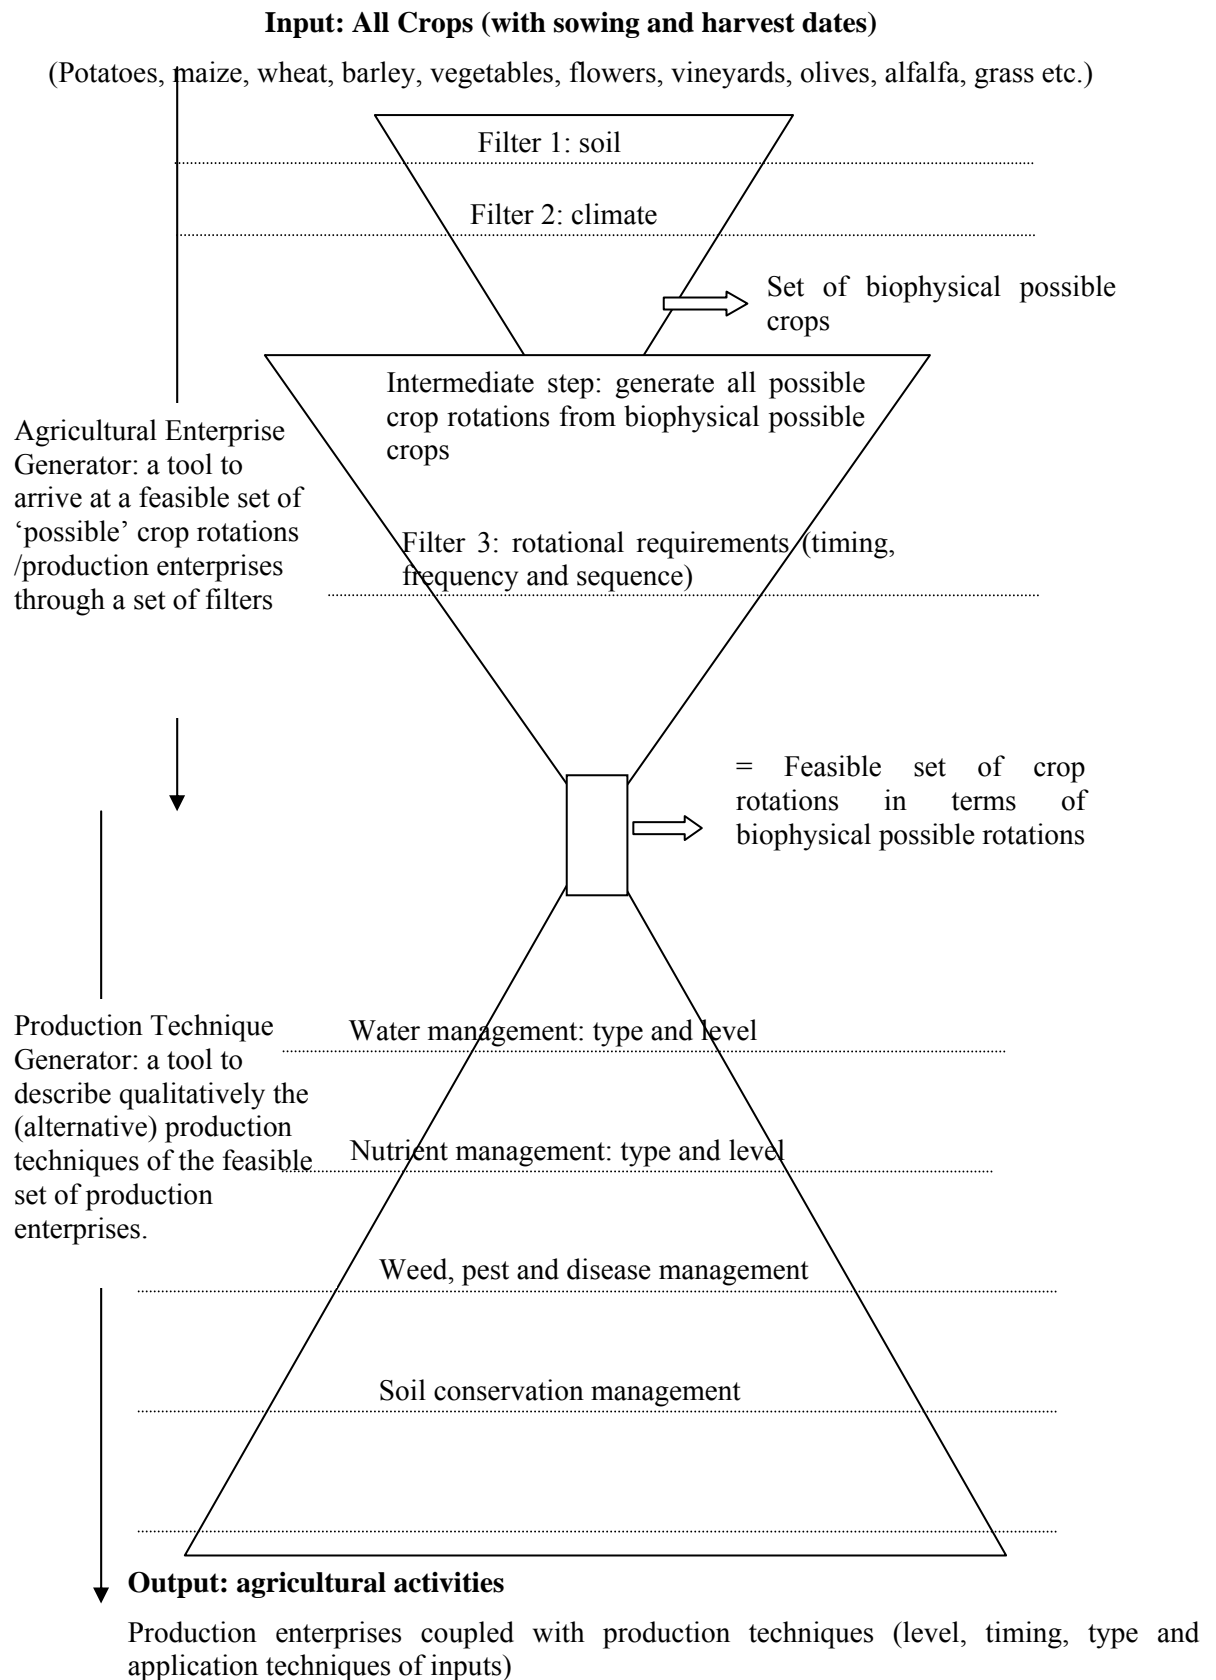 Input: All Crops (with sowing and harvest dates)
(Potatoes, maize, wheat, barley, vegetables, flowers, vineyards, olives, alfalfa, grass etc.)
Filter 1: soil
Filter 2: climate
Set of biophysical possible
crops
Intermediate step: generate all possible
crop rotations from biophysical possible
crops
Agricultural Enterprise
Generator: a tool to
arrive at a feasible set of
‘possible’ crop rotations
/production enterprises
through a set of filters
Filter 3: rotational requirements (timing,
frequency and sequence)
= Feasible set of crop
rotations in terms of
biophysical possible rotations
Production Technique
Generator: a tool to
describe qualitatively the
(alternative) production
techniques of the feasible
set of production
enterprises.
Water management: type and level
Nutrient management: type and level
Weed, pest and disease management
Soil conservation management
Output: agricultural activities
Production enterprises coupled with production techniques (level, timing, type and
application techniques of inputs)